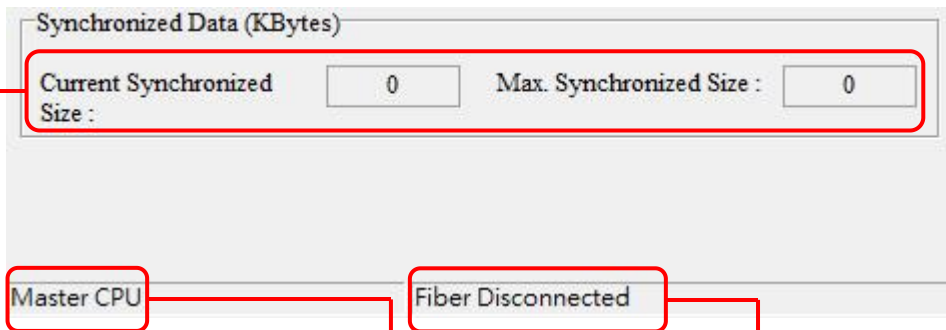 Synchronized Data (KBytes)
Current Synchronized Size : 0 Max. Synchronized Size : 0
Master CPU Fiber Disconnected